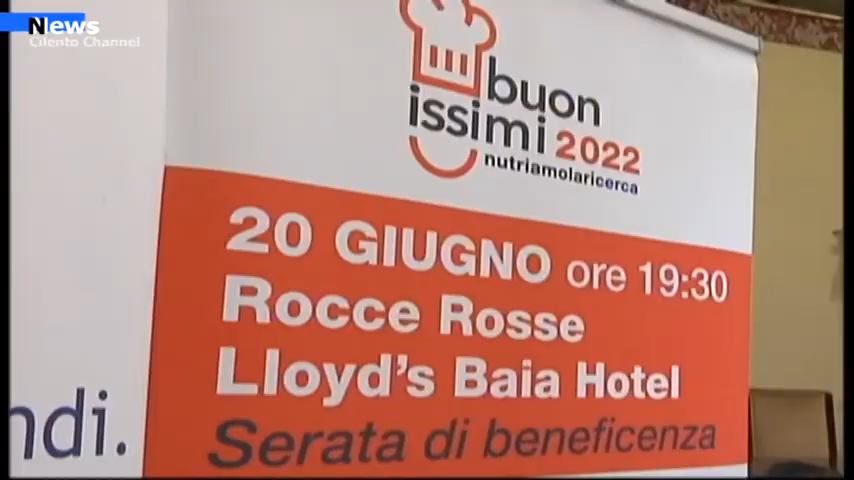 News
Cilento Channel
buon
issimi 2022
nutriamolaricerca
20 GIUGNO ore 19:30
Rocce Rosse
Lloyd's Baia Hotel
Serata di beneficenza
ndi.